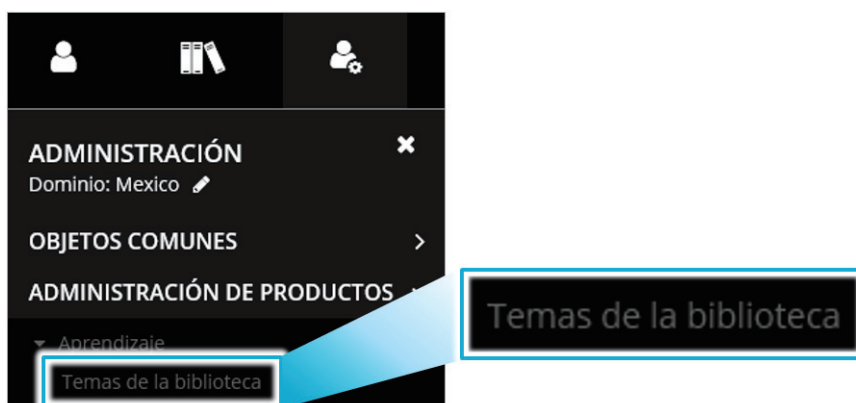 ADMINISTRACIÓN
Dominio: Mexico
OBJETOS COMUNES
ADMINISTRACIÓN DE PRODUCTOS
Aprendizaje
Temas de la biblioteca
Temas de la biblioteca